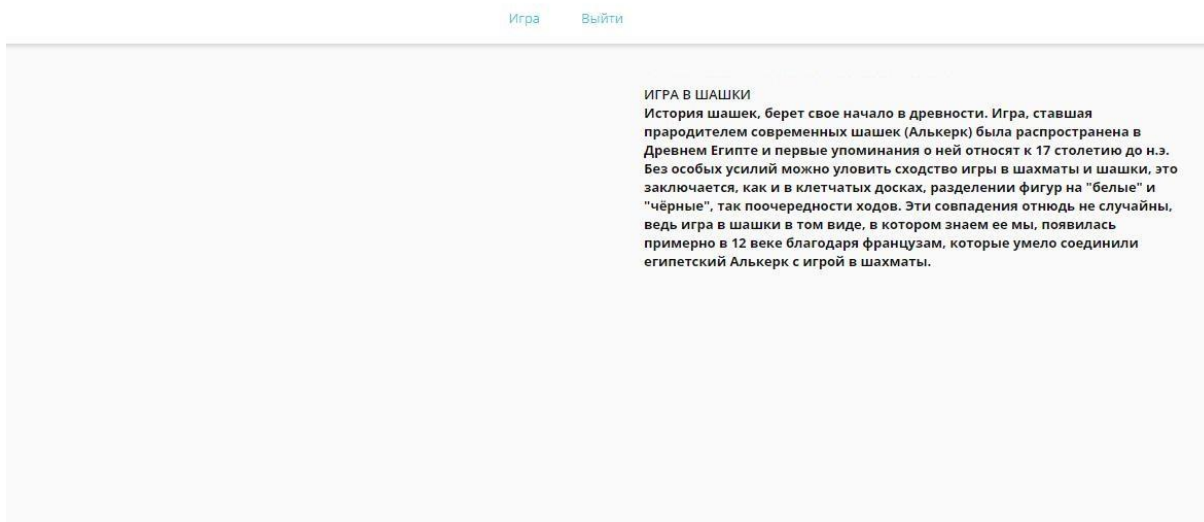 Игра Выйти
ИГРА В ШАШКИ
История шашек, берет свое начало в древности. Игра, ставшая
прародителем современных шашек (Алькерк) была распространена в
Древнем Египте и первые упоминания о ней относят к 17 столетию до н.э.
Без особых усилий можно уловить сходство игры в шахматы и шашки, это
заключается, как и в клетчатых досках, разделении фигур на "белые" и
"чёрные", так поочередности ходов. Эти совпадения отнюдь не случайны,
ведь игра в шашки в том виде, в котором знаем ее мы, появилась
примерно в 12 веке благодаря французам, которые умело соединили
египетский Алькерк с игрой в шахматы.